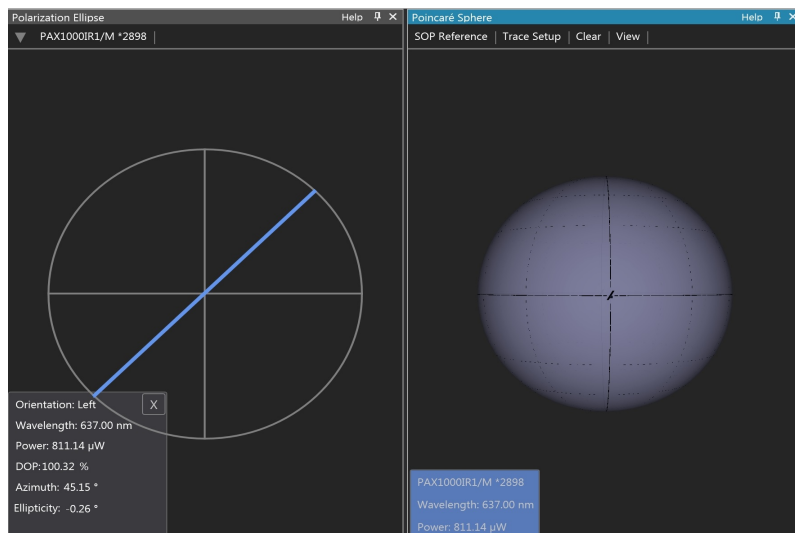 Polarization Ellipse Help
PAX1000IR1/M *2898
Orientation: Left X
Wavelength: 637.00 nm
Power: 811.14 µW
DOP:100.32 %
Azimuth: 45.15 °
Ellipticity: -0.26 °
Poincaré Sphere Help
SOP Reference | Trace Setup | Clear | View |
PAX1000IR1/M *2898
Wavelength: 637.00 nm
Power: 811.14 µW